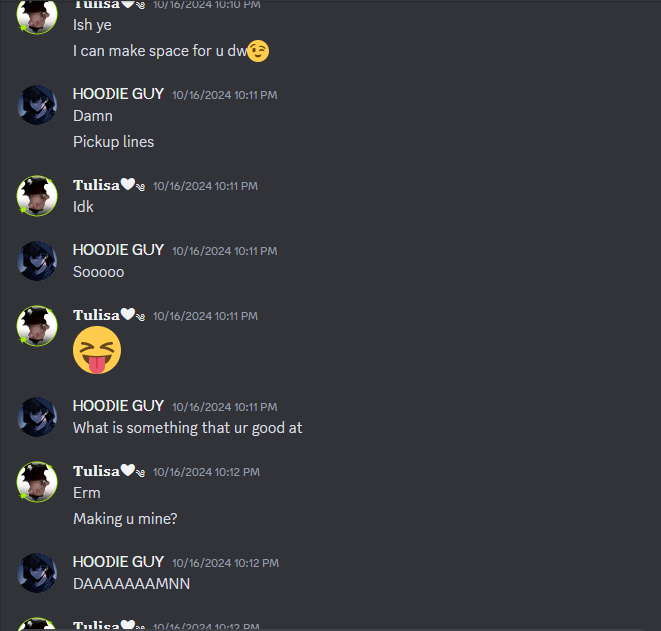 Tulisa🤍༄ 10/16/2024 10:10 PM
Ish ye
I can make space for u dw😉
HOODIE GUY 10/16/2024 10:11 PM
Damn
Pickup lines
Tulisa🤍༄ 10/16/2024 10:11 PM
Idk
HOODIE GUY 10/16/2024 10:11 PM
Sooooo
Tulisa🤍༄ 10/16/2024 10:11 PM
😝
HOODIE GUY 10/16/2024 10:11 PM
What is something that ur good at
Tulisa🤍༄ 10/16/2024 10:12 PM
Erm
Making u mine?
HOODIE GUY 10/16/2024 10:12 PM
DAAAAAAAMNN
Tulisa🤍༄ 10/16/2024 10:12 PM